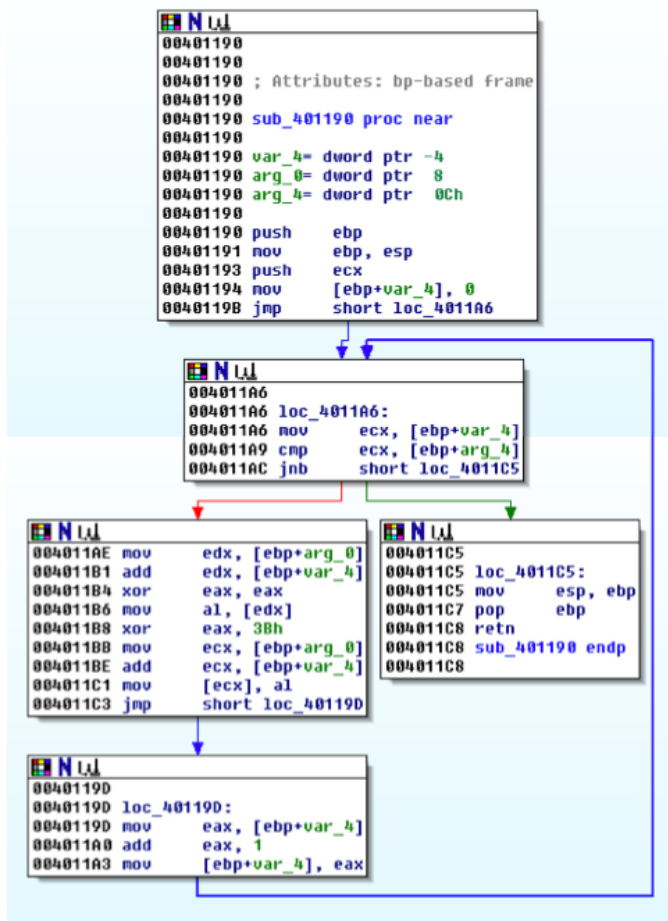 00401190
00401190
00401190 ; Attributes: bp-based frame
00401190
00401190 sub_401190 proc near
00401190
00401190 var_4= dword ptr -4
00401190 arg_0= dword ptr  8
00401190 arg_4= dword ptr  0Ch
00401190
00401190 push    ebp
00401191 mov     ebp, esp
00401193 push    ecx
00401194 mov     [ebp+var_4], 0
0040119B jmp     short loc_4011A6
004011A6
004011A6 loc_4011A6:
004011A6 mov     ecx, [ebp+var_4]
004011A9 cmp     ecx, [ebp+arg_4]
004011AC jnb     short loc_4011C5
004011AE mov     edx, [ebp+arg_0]
004011B1 add     edx, [ebp+var_4]
004011B4 xor     eax, eax
004011B6 mov     al, [edx]
004011B8 xor     eax, 3Bh
004011BB mov     ecx, [ebp+arg_0]
004011BE add     ecx, [ebp+var_4]
004011C1 mov     [ecx], al
004011C3 jmp     short loc_40119D
004011C5
004011C5 loc_4011C5:
004011C5 mov     esp, ebp
004011C7 pop     ebp
004011C8 retn
004011C8 sub_401190 endp
004011C8
0040119D
0040119D loc_40119D:
0040119D mov     eax, [ebp+var_4]
004011A0 add     eax, 1
004011A3 mov     [ebp+var_4], eax